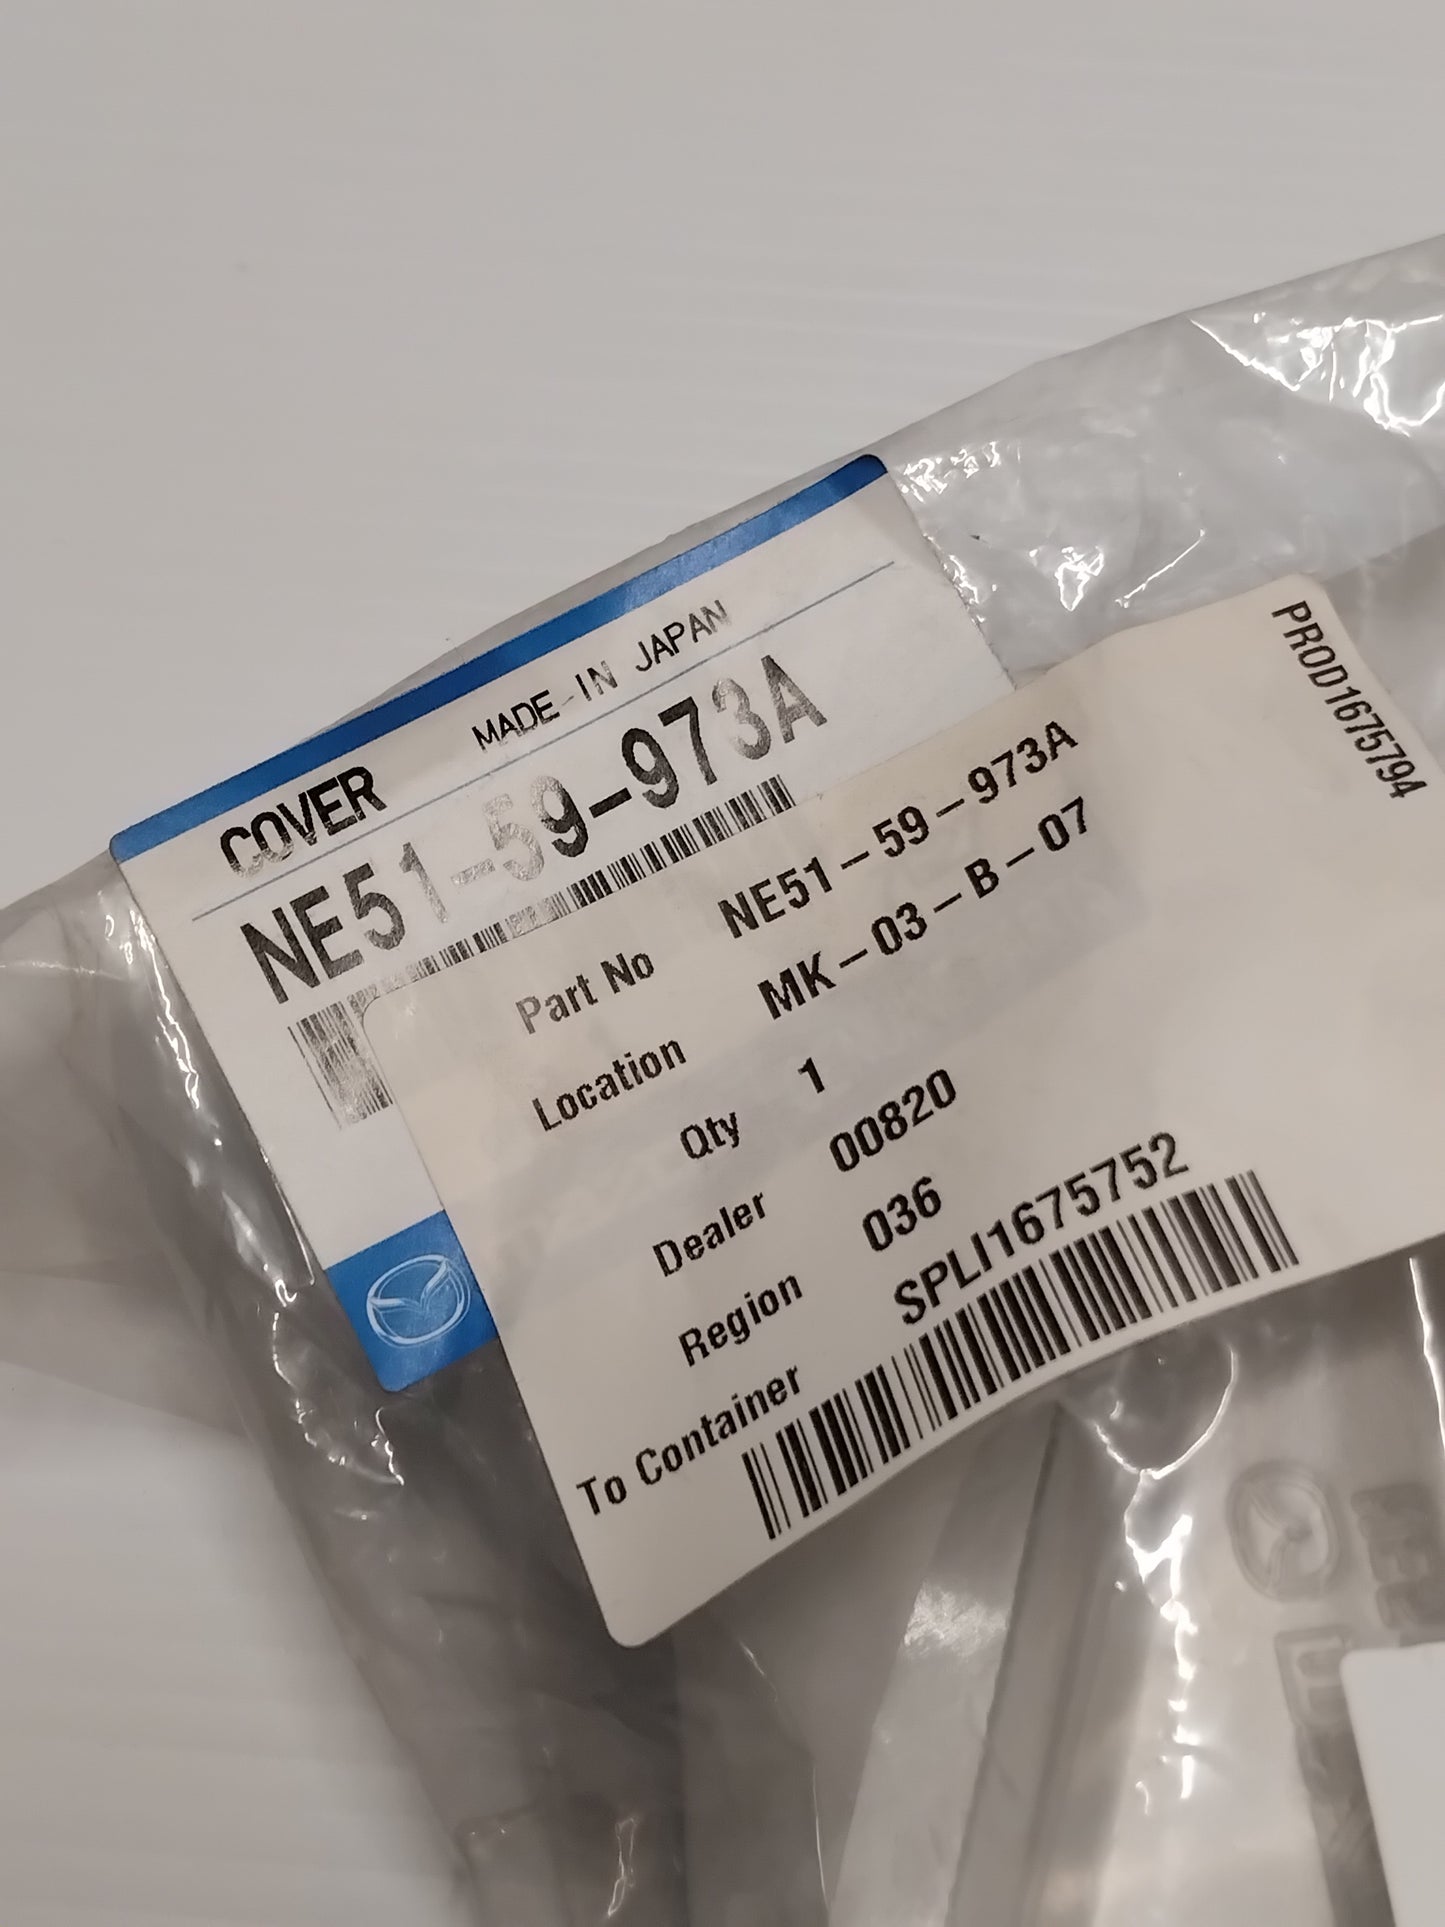 MADE IN JAPAN
COVER
NE51-59-973A
PROD1675794
Part No NE51-59-973A
Location MK-03-B-07
Qty 1
Dealer 00820
Region 036
To Container SPLI1675752